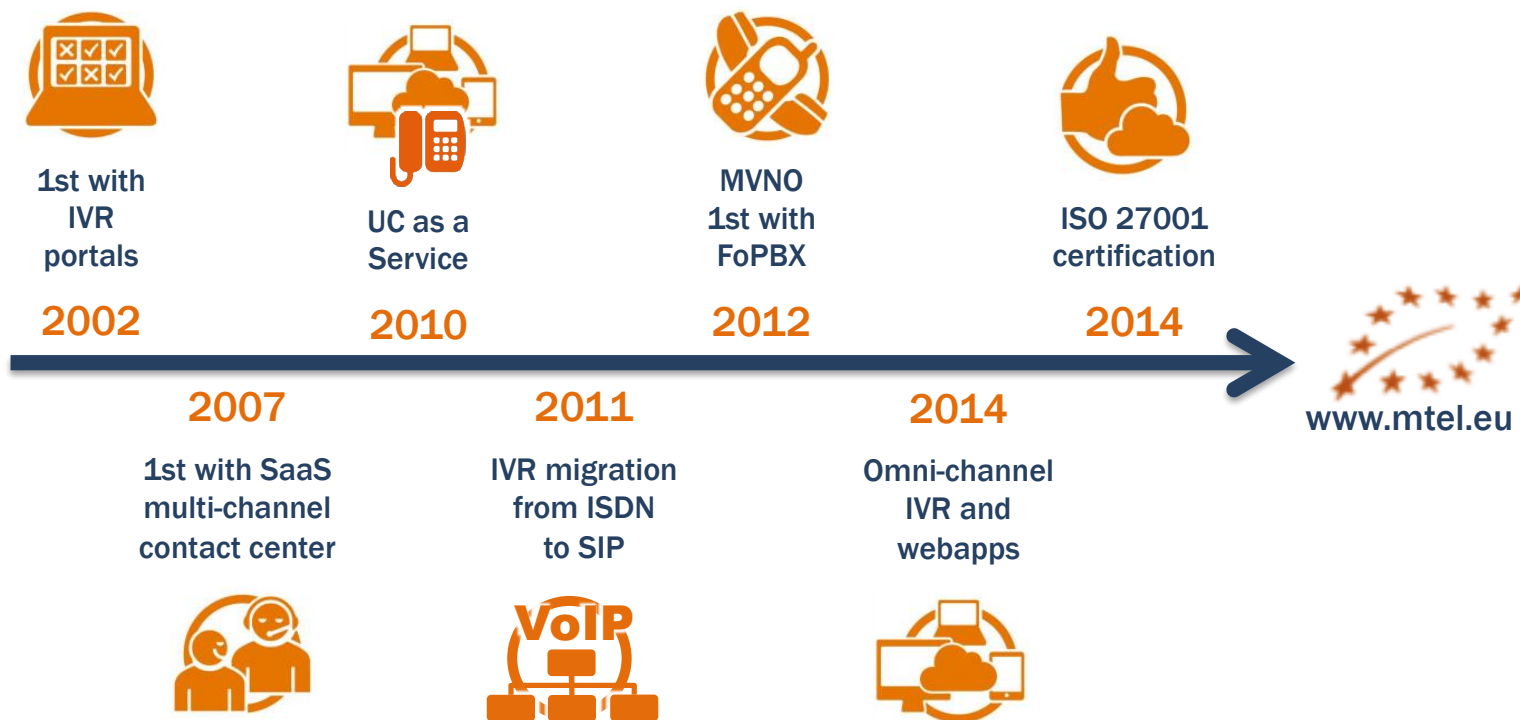 1st with
IVR
portals
2002
UC as a
Service
2010
MVNO
1st with
FoPBX
2012
ISO 27001
certification
2014
www.mtel.eu
2007
1st with SaaS
multi-channel
contact center
2011
IVR migration
from ISDN
to SIP
VoIP
2014
Omni-channel
IVR and
webapps